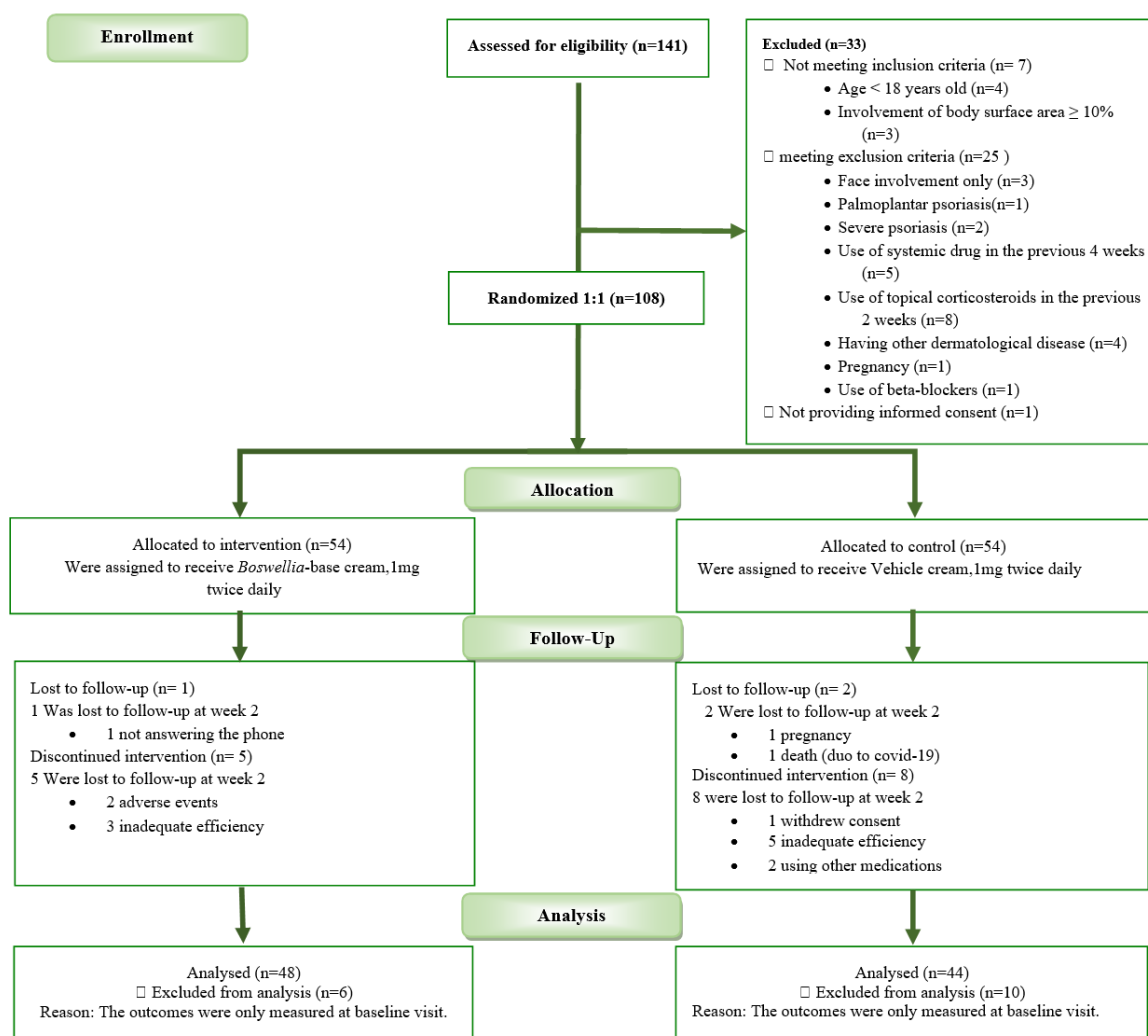 Enrollment
Assessed for eligibility (n=141)
Excluded (n=33)
□ Not meeting inclusion criteria (n= 7)
• Age < 18 years old (n=4)
• Involvement of body surface area ≥ 10%
(n=3)
□ meeting exclusion criteria (n=25 )
• Face involvement only (n=3)
• Palmoplantar psoriasis(n=1)
• Severe psoriasis (n=2)
• Use of systemic drug in the previous 4 weeks
(n=5)
• Use of topical corticosteroids in the previous
2 weeks (n=8)
• Having other dermatological disease (n=4)
• Pregnancy (n=1)
• Use of beta-blockers (n=1)
□ Not providing informed consent (n=1)
Randomized 1:1 (n=108)
Allocation
Allocated to intervention (n=54)
Were assigned to receive Boswellia-base cream,1mg
twice daily
Allocated to control (n=54)
Were assigned to receive Vehicle cream,1mg twice daily
Follow-Up
Lost to follow-up (n= 1)
1 Was lost to follow-up at week 2
• 1 not answering the phone
Discontinued intervention (n= 5)
5 Were lost to follow-up at week 2
• 2 adverse events
• 3 inadequate efficiency
Lost to follow-up (n= 2)
2 Were lost to follow-up at week 2
• 1 pregnancy
• 1 death (duo to covid-19)
Discontinued intervention (n= 8)
8 were lost to follow-up at week 2
• 1 withdrew consent
• 5 inadequate efficiency
• 2 using other medications
Analysis
Analysed (n=48)
□ Excluded from analysis (n=6)
Reason: The outcomes were only measured at baseline visit.
Analysed (n=44)
□ Excluded from analysis (n=10)
Reason: The outcomes were only measured at baseline visit.